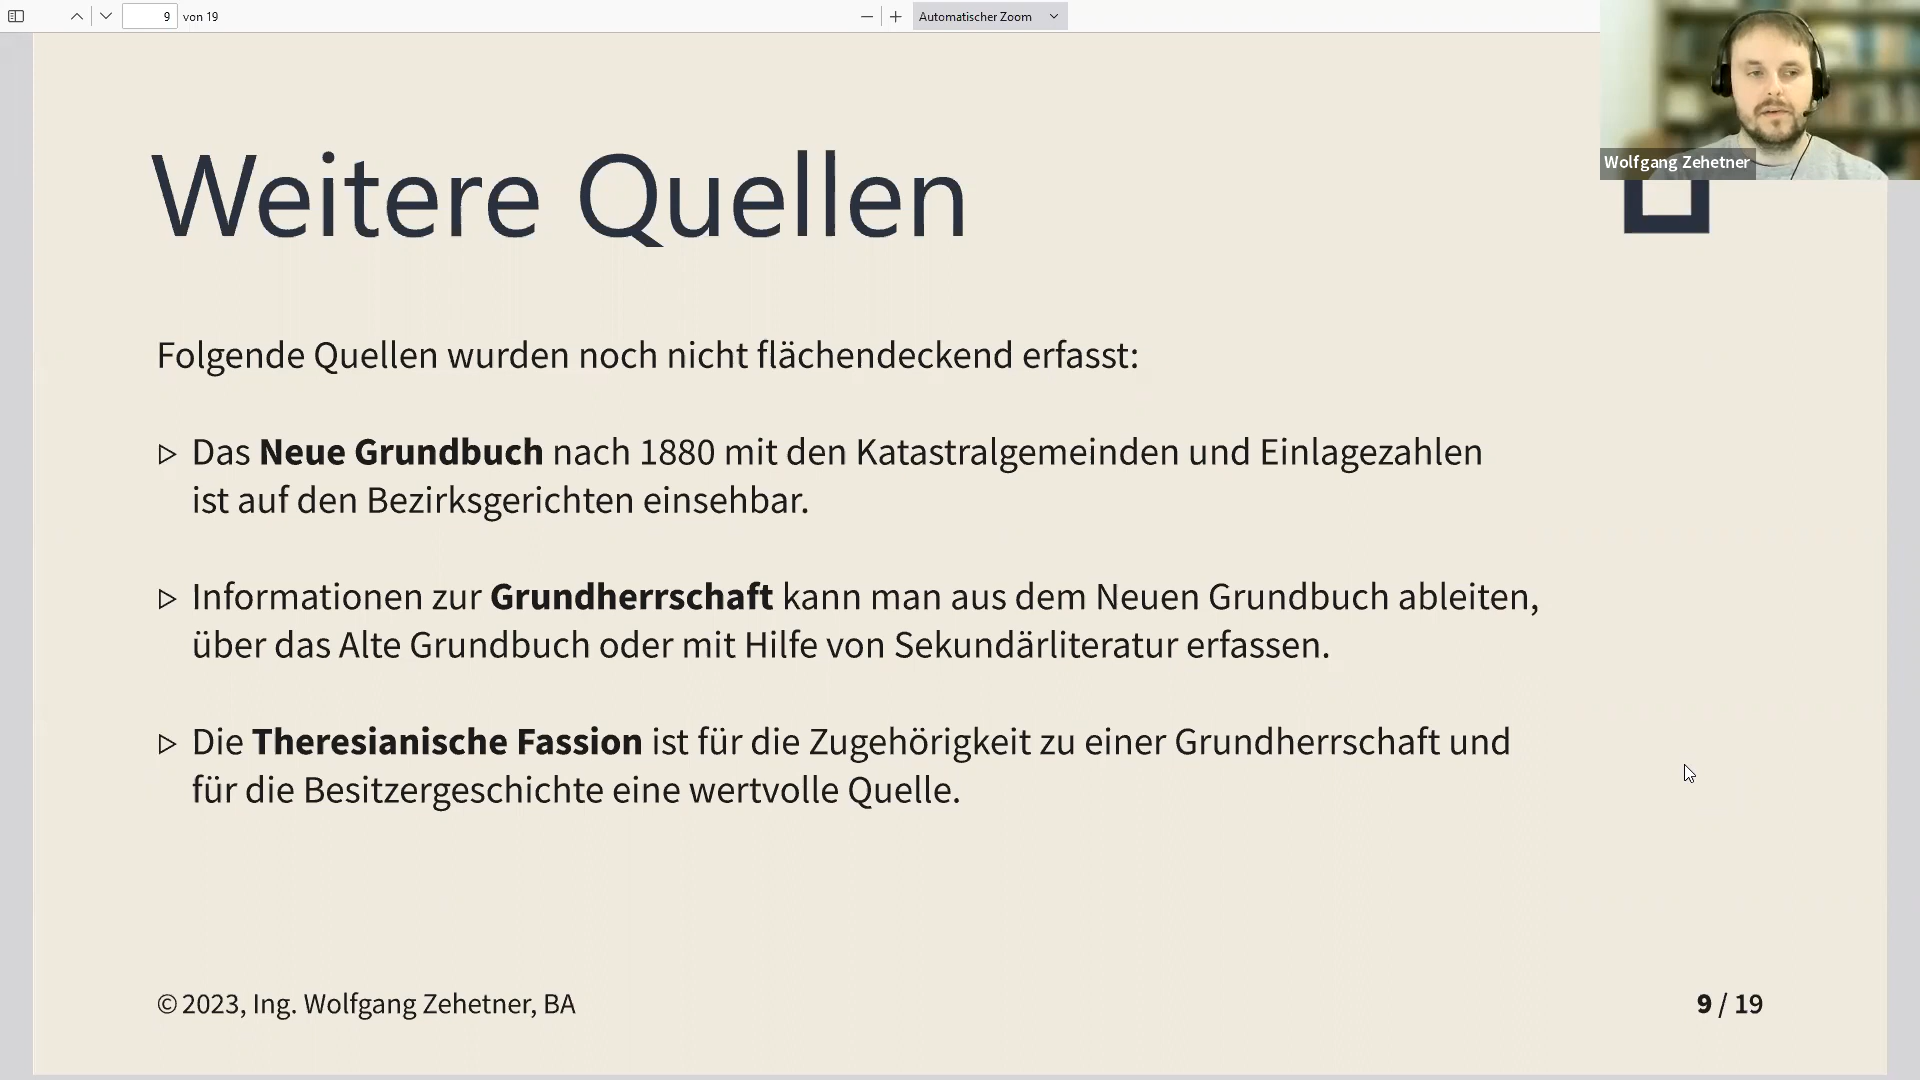 9 von 19
Automatischer Zoom
Wolfgang Zehetner
Weitere Quellen
Folgende Quellen wurden noch nicht flächendeckend erfasst:
▷ Das Neue Grundbuch nach 1880 mit den Katastralgemeinden und Einlagezahlen
ist auf den Bezirksgerichten einsehbar.
▷ Informationen zur Grundherrschaft kann man aus dem Neuen Grundbuch ableiten,
über das Alte Grundbuch oder mit Hilfe von Sekundärliteratur erfassen.
▷ Die Theresianische Fassion ist für die Zugehörigkeit zu einer Grundherrschaft und
für die Besitzergeschichte eine wertvolle Quelle.
© 2023, Ing. Wolfgang Zehetner, BA
9 / 19